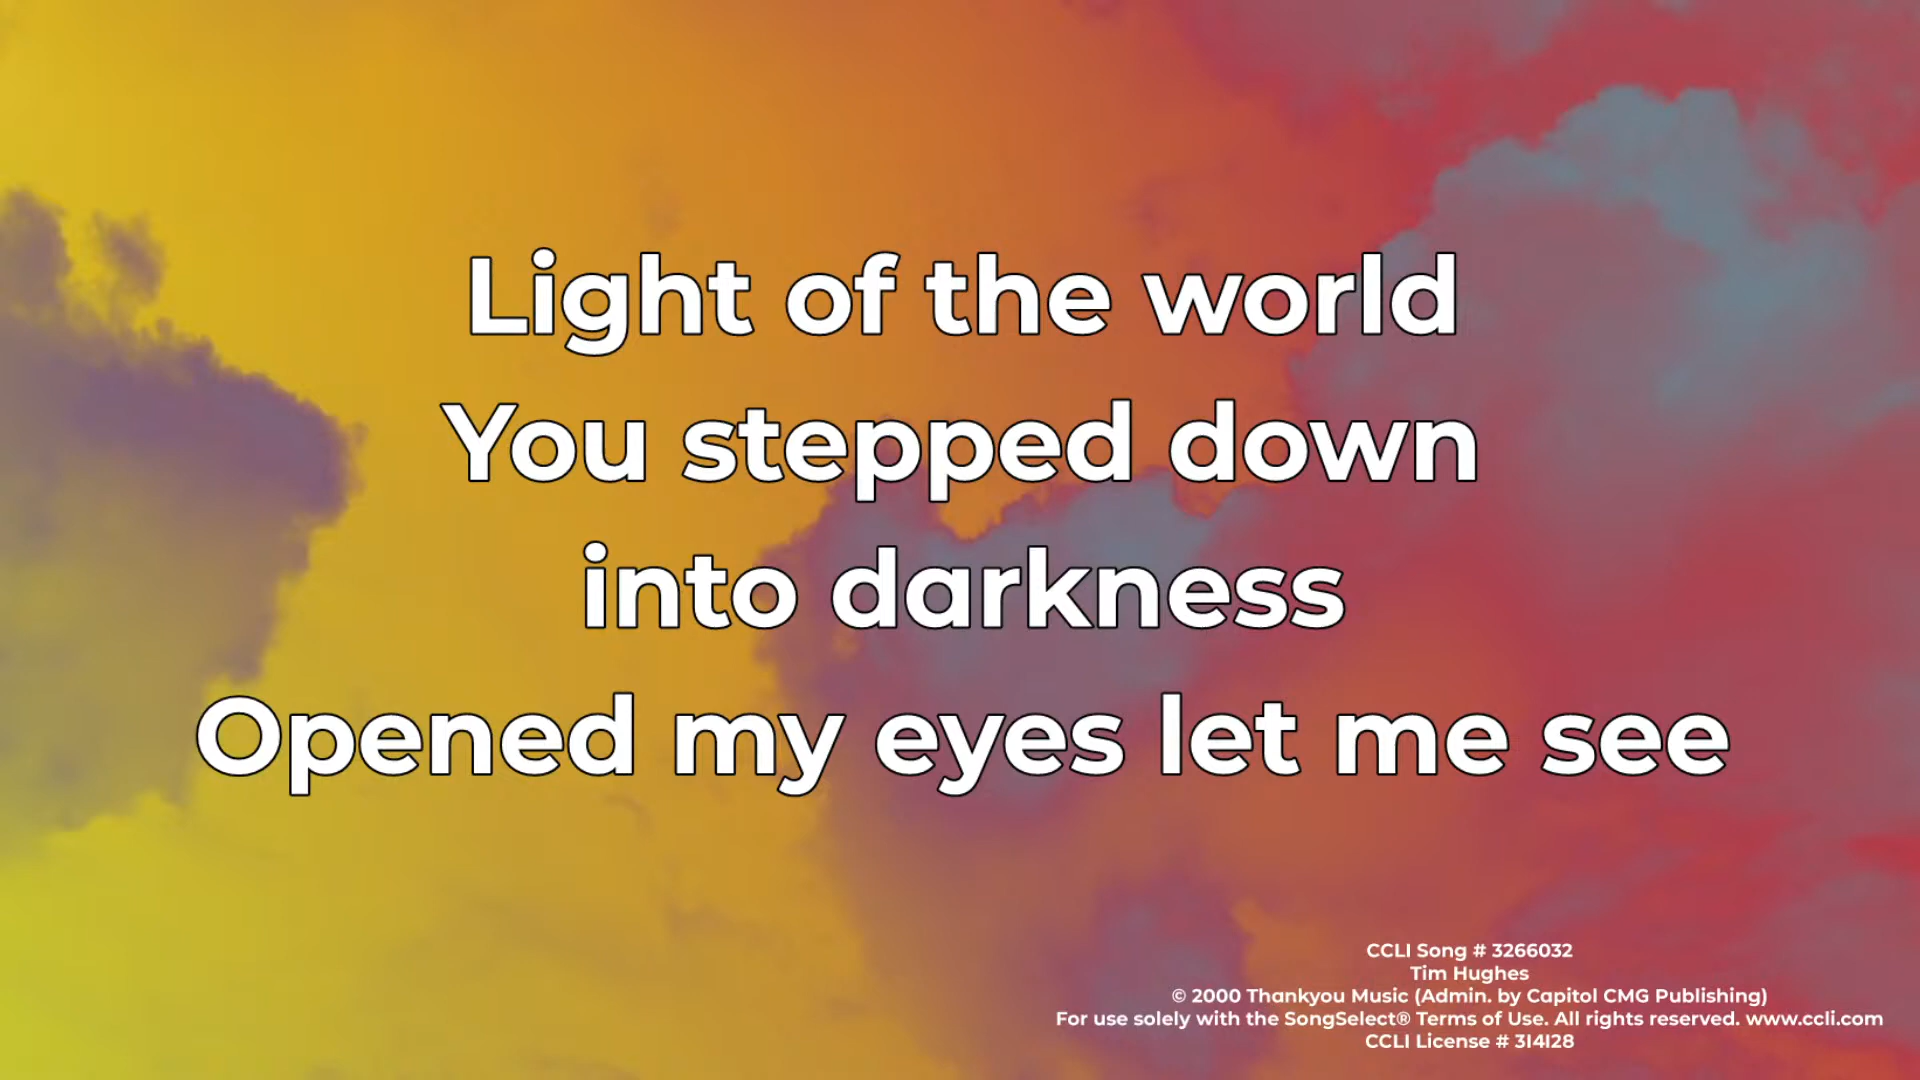 Light of the world
You stepped down
into darkness
Opened my eyes let me see
CCLI Song # 3266032
Tim Hughes
© 2000 Thankyou Music (Admin. by Capitol CMG Publishing)
For use solely with the SongSelect® Terms of Use. All rights reserved. www.ccli.com
CCLI License # 314128